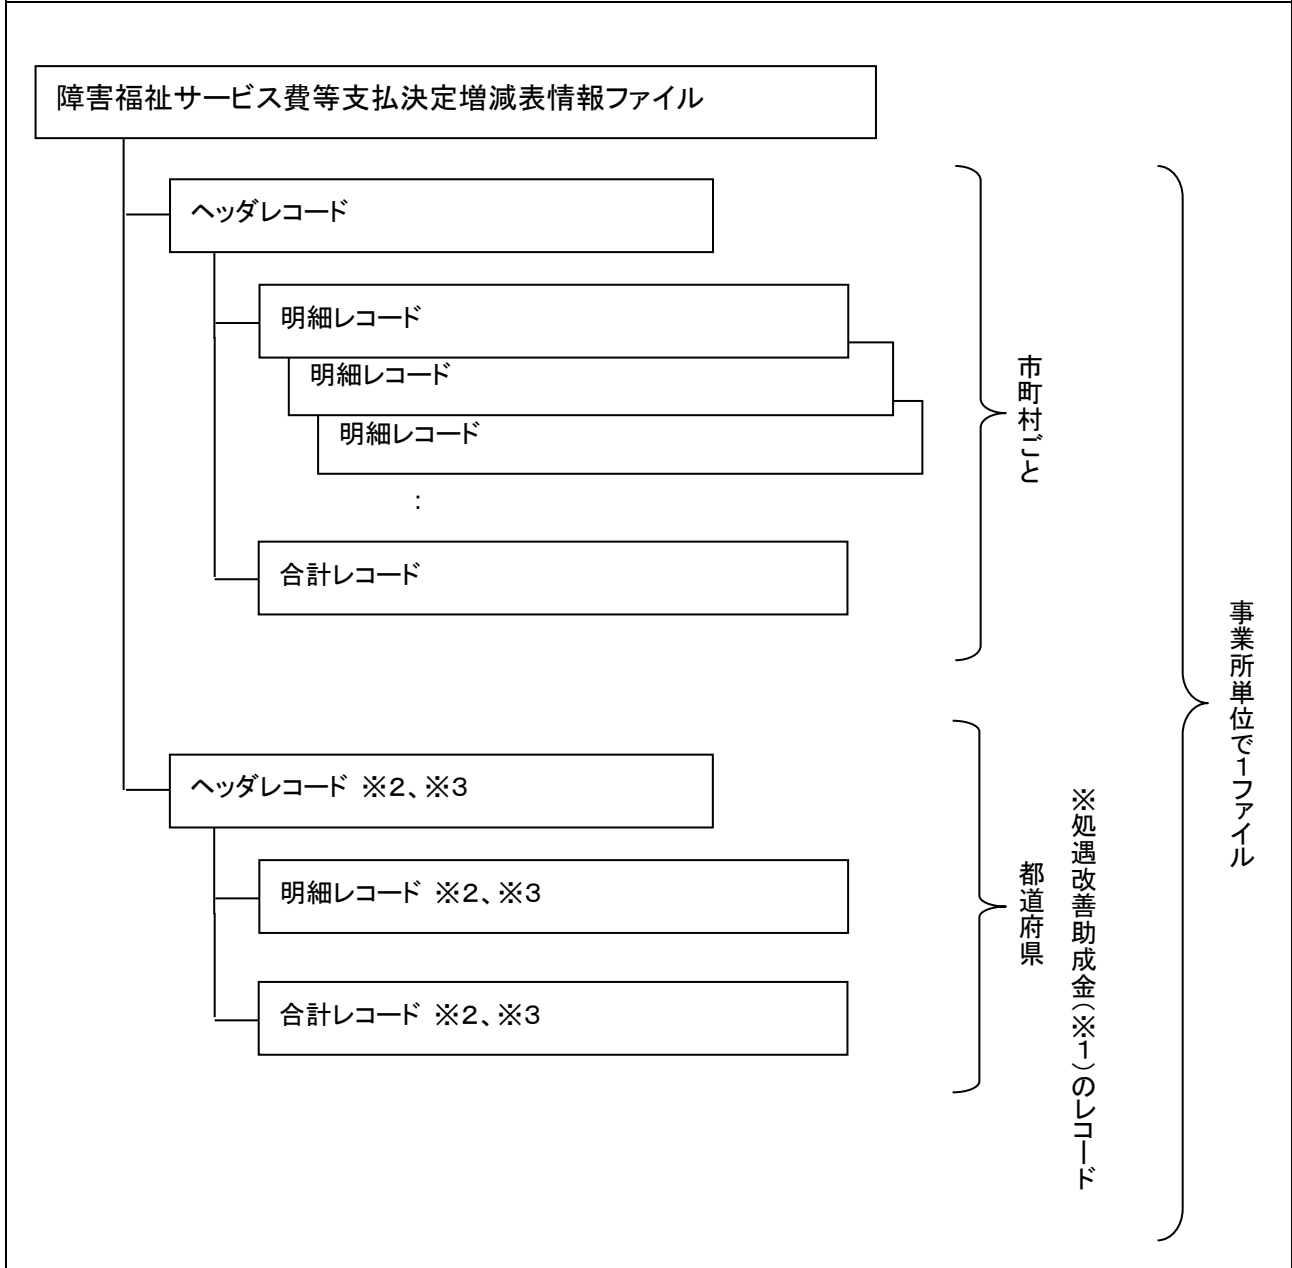 障害福祉サービス費等支払決定増減表情報ファイル
ヘッダレコード
明細レコード
明細レコード
明細レコード
：
合計レコード
市町村ごと
ヘッダレコード ※2、※3
明細レコード ※2、※3
合計レコード ※2、※3
都道府県
※処遇改善助成金(※1)のレコード
事業所単位で1ファイル